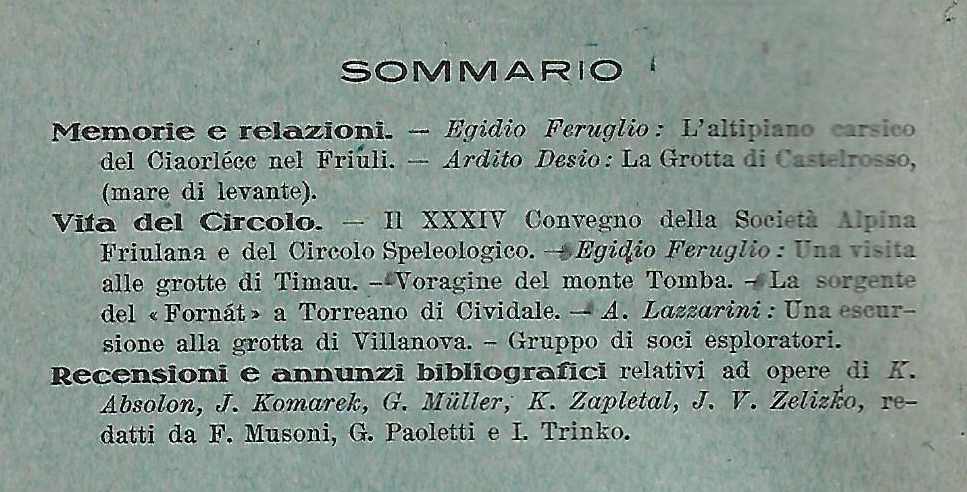 SOMMARIO
Memorie e relazioni. — Egidio Feruglio: L'altipiano carsico
del Ciaorlécc nel Friúli. — Ardito Desio: La Grotta di Castelrosso,
(mare di levante).
Vita del Circolo. — Il XXXIV Convegno della Società Alpina
Friulana e del Circolo Speleologico. — Egidio Feruglio: Una visita
alle grotte di Timau. — Voragine del monte Tomba. — La sorgente
del «Fornát» a Torreano di Cividale. — A. Lazzarini: Una escur-
sione alla grotta di Villanova. – Gruppo di soci esploratori.
Recensioni e annunzi bibliografici relativi ad opere di K.
Absolon, J. Komarek, G. Müller, K. Zapletal, J. V. Zelizko, re-
datti da F. Musoni, G. Paoletti e I. Trinko.